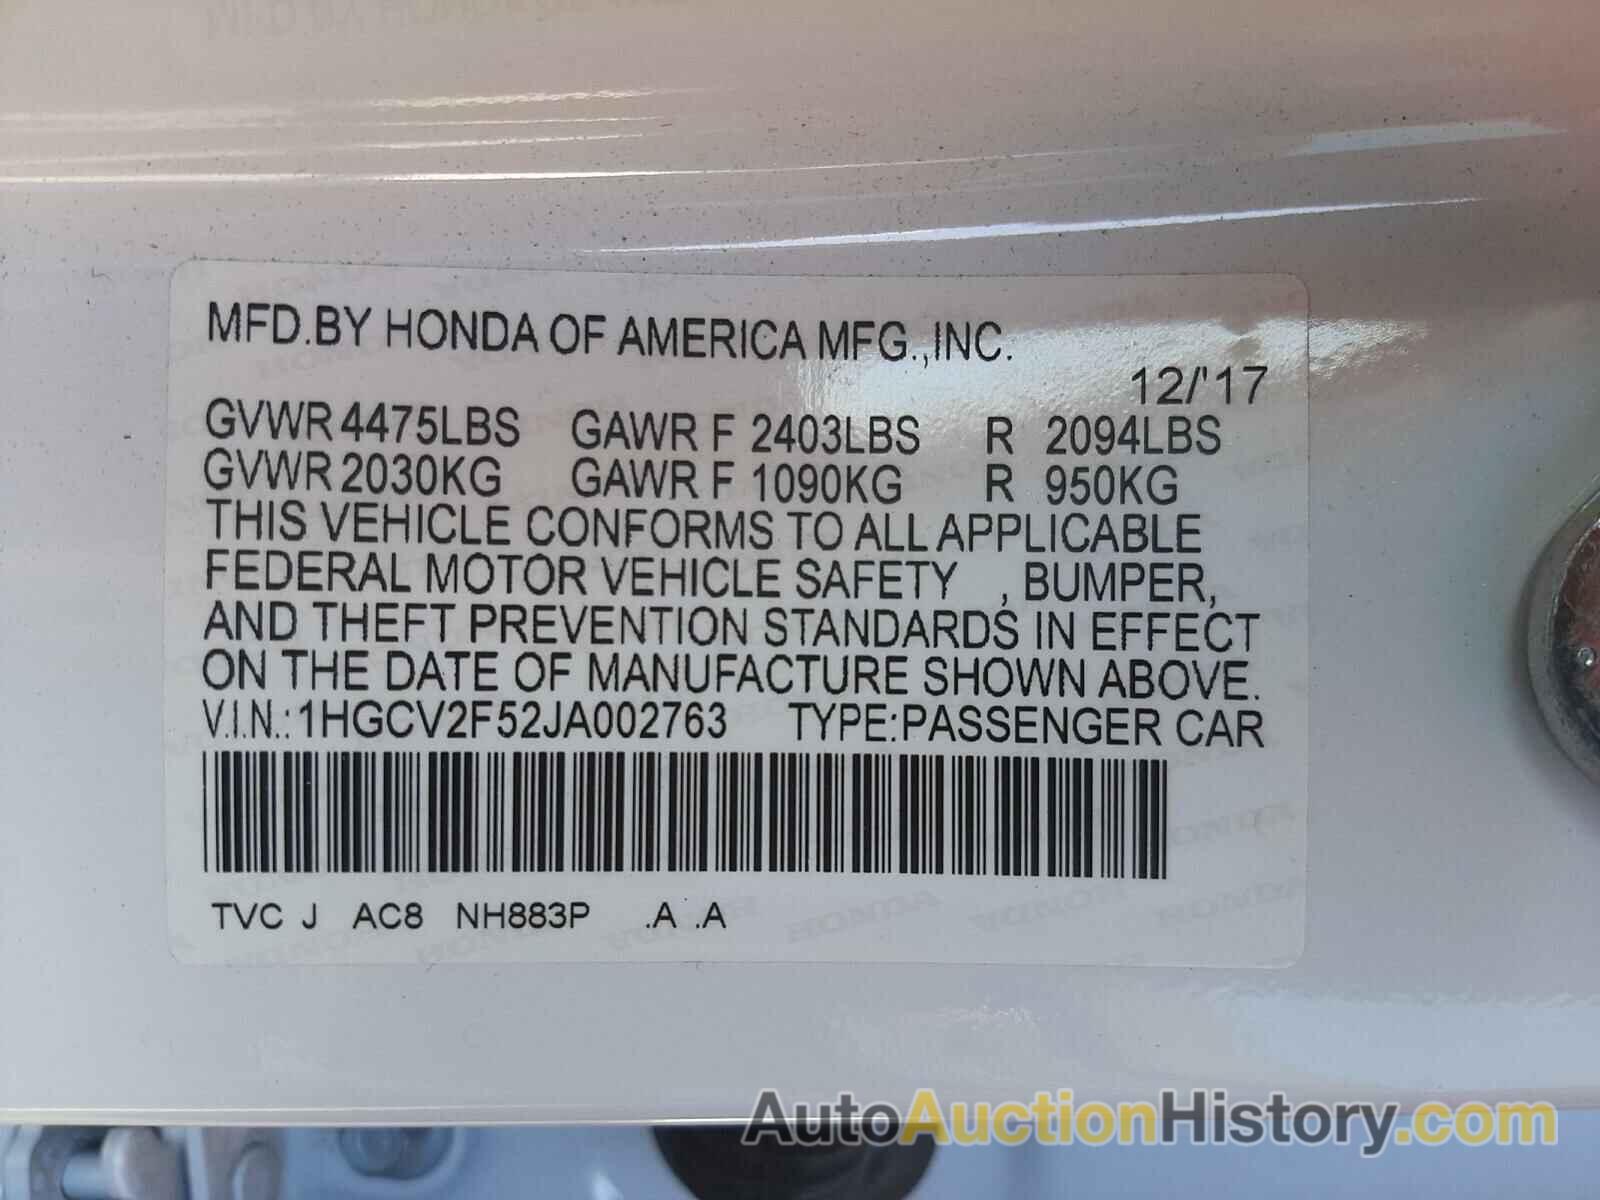 MFD.BY HONDA OF AMERICA MFG.,INC.
12/'17
GVWR 4475LBS GAWR F 2403LBS R 2094LBS
GVWR 2030KG GAWR F 1090KG R 950KG
THIS VEHICLE CONFORMS TO ALL APPLICABLE
FEDERAL MOTOR VEHICLE SAFETY , BUMPER,
AND THEFT PREVENTION STANDARDS IN EFFECT
ON THE DATE OF MANUFACTURE SHOWN ABOVE.
V.I.N.: 1HGCV2F52JA002763 TYPE:PASSENGER CAR
TVC J AC8 NH883P .A .A
AutoAuctionHistory.com